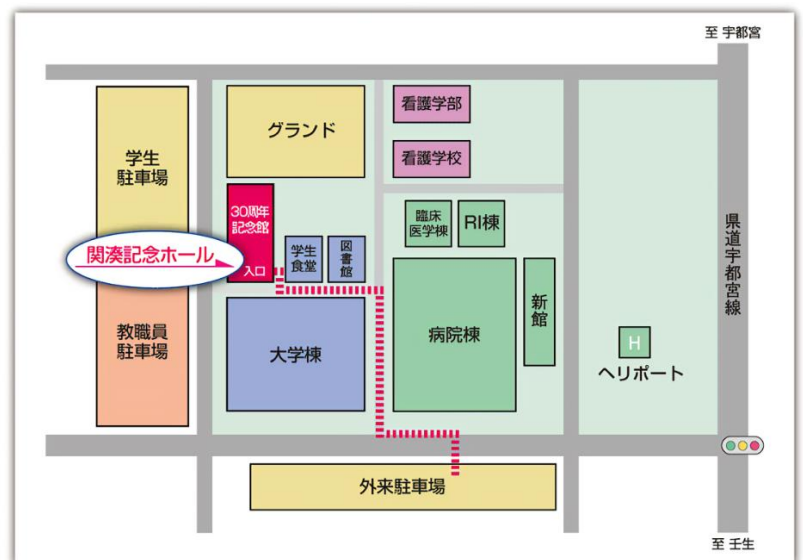 至 宇都宮
グランド
看護学部
看護学校
学生
駐車場
30周年
記念館
関湊記念ホール
入口
学生
食堂
図
書
館
臨床
医学棟
RI棟
県
道
宇
都
宮
線
教職員
駐車場
大学棟
病院棟
新
館
H
ヘリポート
外来駐車場
至 壬生